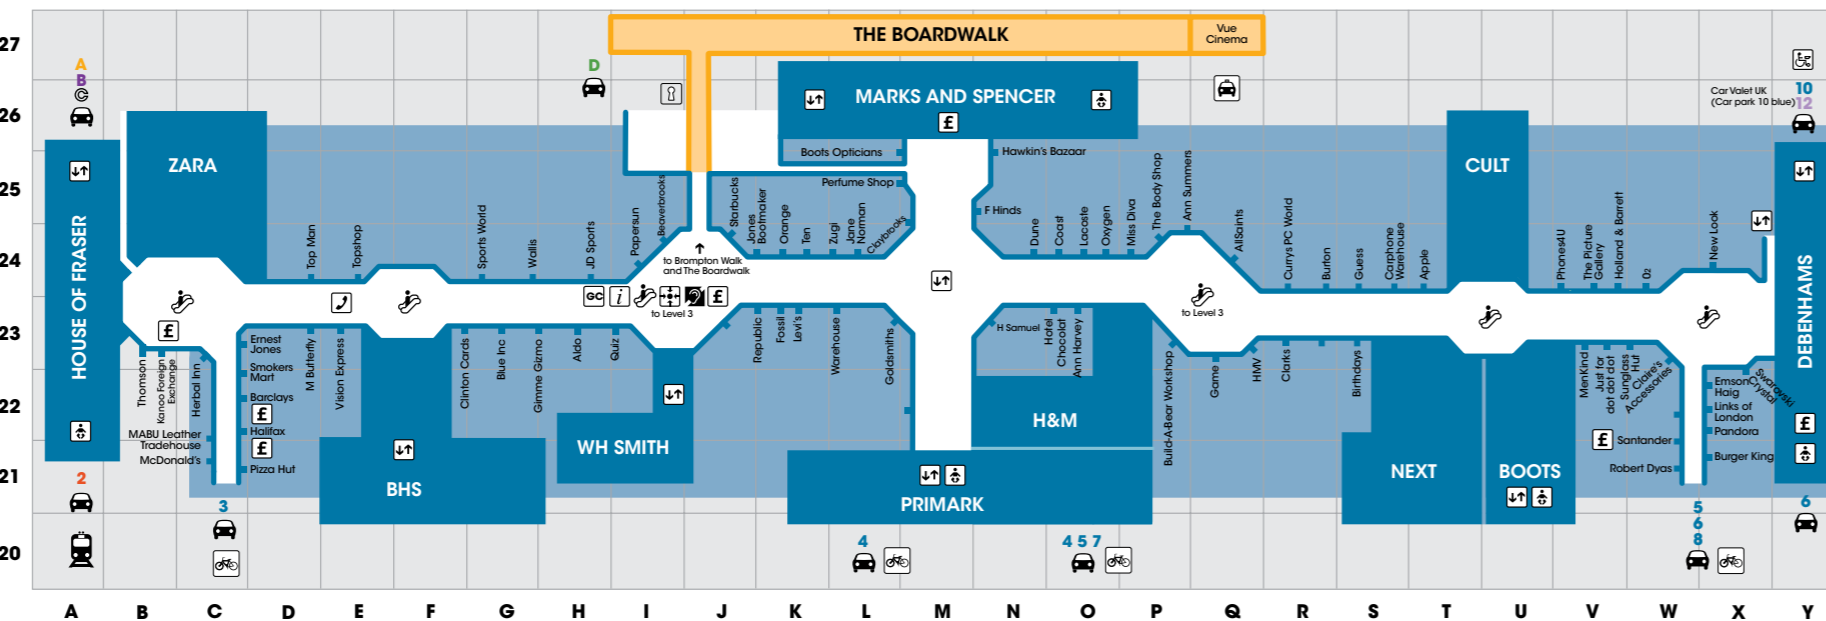 27
26
25
24
23
22
21
20
A
B
C
D
THE BOARDWALK
Vue
Cinema
MARKS AND SPENCER
£
Car Valet UK
(Car park 10 blue)
10
12
ZARA
Boots Opticians
Hawkin's Bazaar
CULT
Perfume Shop
F Hinds
HOUSE OF FRASER
DEBENHAMS
Top Man
Topshop
Sports World
Wallis
JD Sports
Papersun
Beaverbrooks
Starbucks
Jones
Bootmaker
Orange
Ten
Zugi
Jane
Norman
Claybrooks
Dune
Coast
Lacoste
Oxygen
Miss Diva
The Body Shop
Ann Summers
AllSaints
Currys PC World
Burton
Guess
Carphone
Warehouse
Apple
Phones4U
The Picture
Gallery
Holland & Barrett
O2
New Look
to Brompton Walk
and The Boardwalk
GC
i
£
to Level 3
to Level 3
£
Thomson
Kanoo Foreign
Exchange
Herbal Inn
Ernest
Jones
Smokers
Mart
Barclays
£
Halifax
£
Pizza Hut
MABU Leather
Tradehouse
McDonald's
M Butterfly
Vision Express
Clinton Cards
Blue Inc
Gimme Gizmo
Aldo
Quiz
Republic
Fossil
Levi's
Warehouse
Goldsmiths
H Samuel
Hotel
Chocolat
Ann Harvey
Build-A-Bear Workshop
Game
HMV
Clarks
Birthdays
MenKind
Just for
dot dot dot
Sunglass
Hut
Claire's
Accessories
Emson
Haig
Swarovski
Crystal
Links of
London
Pandora
Burger King
£
Santander
Robert Dyas
£
BHS
WH SMITH
H&M
PRIMARK
NEXT
BOOTS
2
3
4
4 5 7
5
6
8
6
A B C D E F G H I J K L M N O P Q R S T U V W X Y